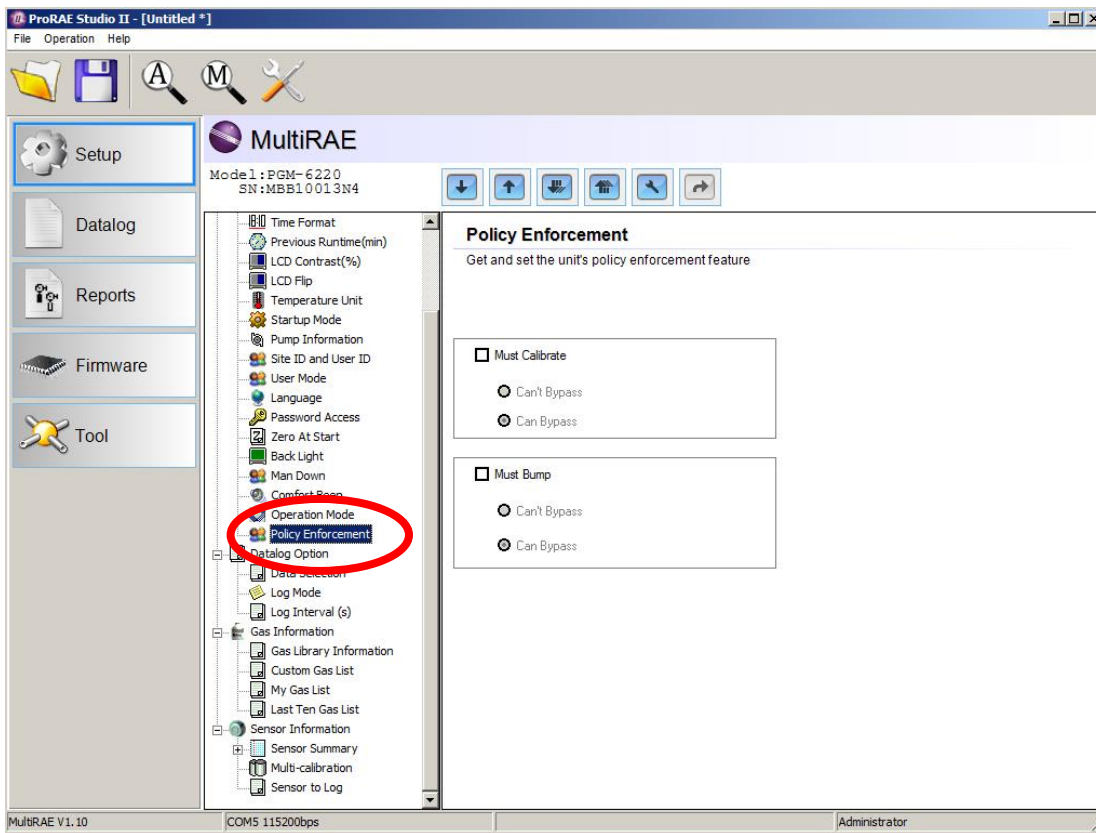 ProRAE Studio II - [Untitled *]
File Operation Help
A
M
Setup
Datalog
Reports
Firmware
Tool
MultiRAE
Model:PGM-6220
SN:MBB10013N4
Time Format
Previous Runtime(min)
LCD Contrast(%)
LCD Flip
Temperature Unit
Startup Mode
Pump Information
Site ID and User ID
User Mode
Language
Password Access
Zero At Start
Back Light
Man Down
Comfort Beep
Operation Mode
Policy Enforcement
Datalog Option
Data Selection
Log Mode
Log Interval (s)
Gas Information
Gas Library Information
Custom Gas List
My Gas List
Last Ten Gas List
Sensor Information
Sensor Summary
Multi-calibration
Sensor to Log
Policy Enforcement
Get and set the unit's policy enforcement feature
Must Calibrate
Can't Bypass
Can Bypass
Must Bump
Can't Bypass
Can Bypass
MultiRAE V1.10 COM5 115200bps Administrator